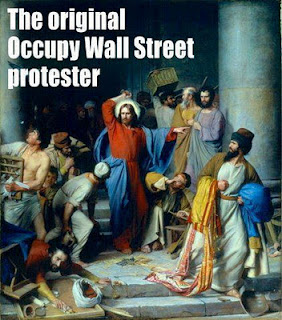 The original
Occupy Wall Street
protester